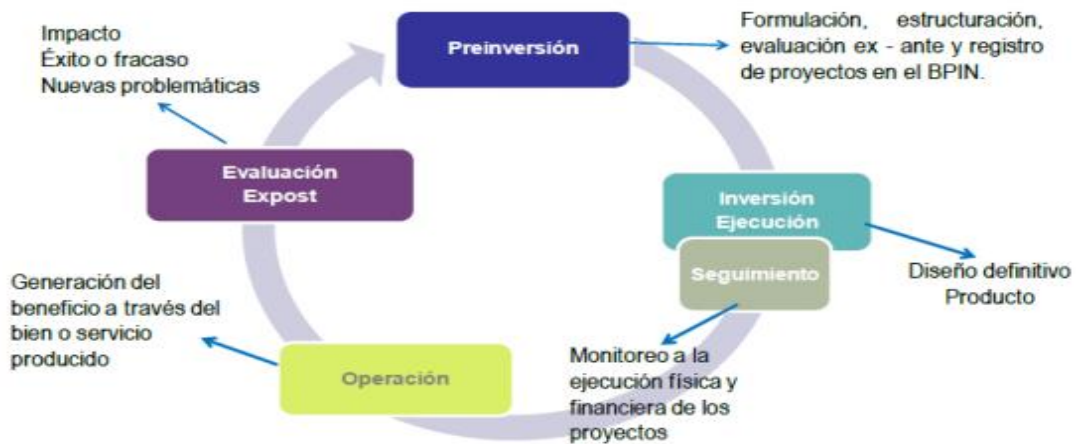 Preinversión
Formulación, estructuración,
evaluación ex - ante y registro
de proyectos en el BPIN.
Inversión
Ejecución
Diseño definitivo
Producto
Seguimiento
Monitoreo a la
ejecución física y
financiera de los
proyectos
Operación
Generación del
beneficio a través del
bien o servicio
producido
Evaluación
Expost
Impacto
Éxito o fracaso
Nuevas problemáticas